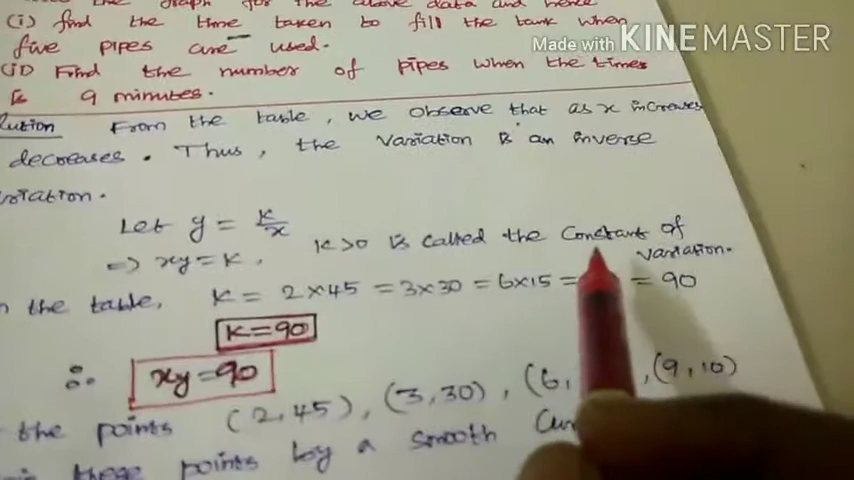 the graph for the above data and hence
(i) find the time taken to fill the tank when
five pipes are used.
(ii) Find the number of pipes when the times
is 9 minutes.
Made with KINEMASTER
lution From the table, we observe that as x increases
decreases. Thus, the variation is an inverse
riation.
Let y = k/x
⇒ xy = k, k>0 is called the constant of
variation.
the table, k = 2×45 = 3×30 = 6×15 = = 90
k = 90
∴ xy = 90
the points (2,45), (3,30), (6, , (9,10)
these points by a smooth